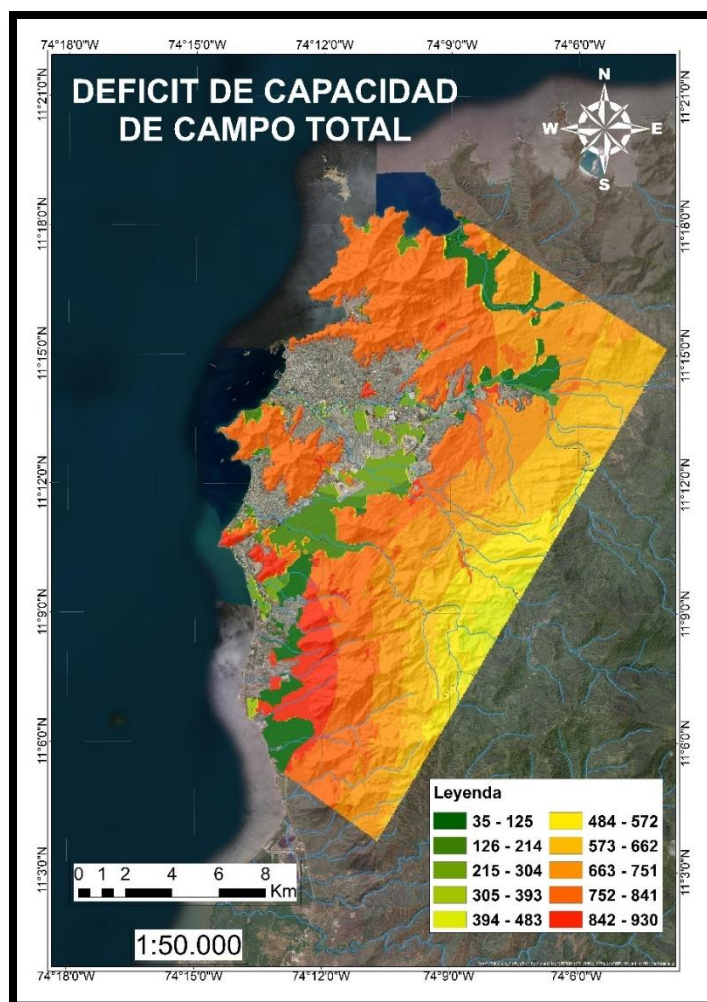 74°18'0"W 74°15'0"W 74°12'0"W 74°9'0"W 74°6'0"W
DEFICIT DE CAPACIDAD
DE CAMPO TOTAL
N
W E
S
11°21'0"N 11°21'0"N
11°18'0"N 11°18'0"N
11°15'0"N 11°15'0"N
11°12'0"N 11°12'0"N
11°9'0"N 11°9'0"N
11°6'0"N 11°6'0"N
11°3'0"N 11°3'0"N
Leyenda
35 - 125 484 - 572
126 - 214 573 - 662
215 - 304 663 - 751
305 - 393 752 - 841
394 - 483 842 - 930
0 1 2 4 6 8
Km
1:50.000
74°18'0"W 74°15'0"W 74°12'0"W 74°9'0"W 74°6'0"W